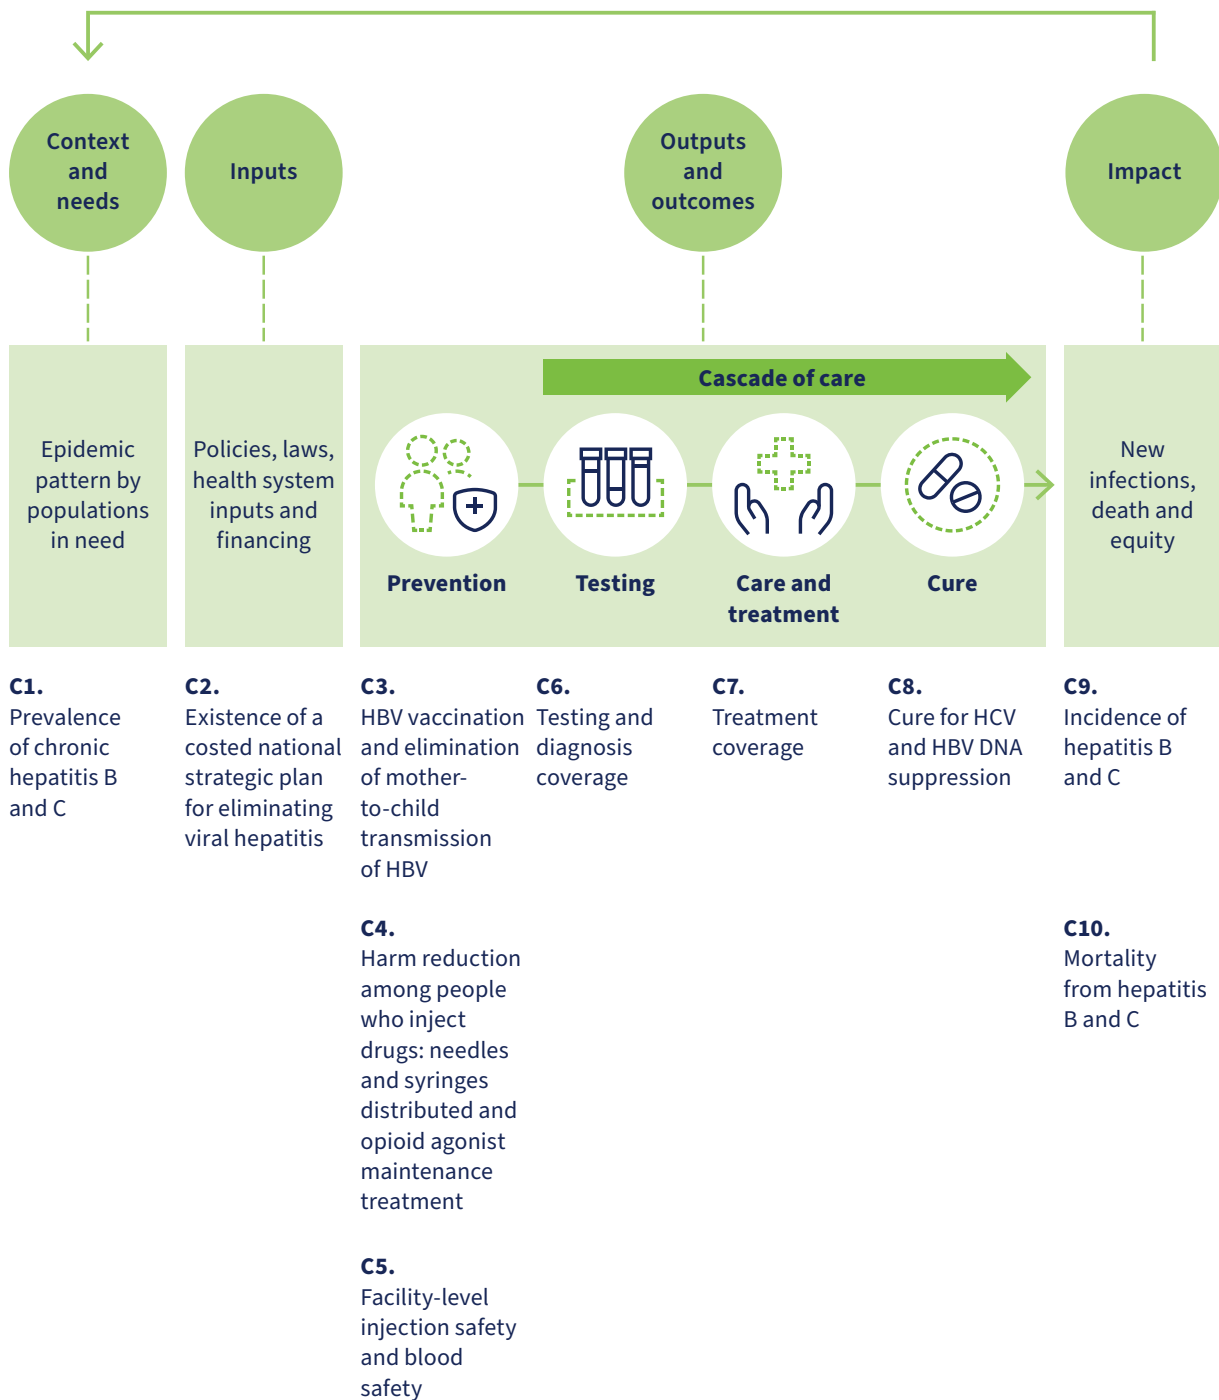 Context
and
needs
Inputs
Outputs
and
outcomes
Impact
Epidemic
pattern by
populations
in need
Policies, laws,
health system
inputs and
financing
Cascade of care
Prevention
Testing
Care and
treatment
Cure
New
infections,
death and
equity
C1.
Prevalence
of chronic
hepatitis B
and C
C2.
Existence of a
costed national
strategic plan
for eliminating
viral hepatitis
C3.
HBV vaccination
and elimination
of mother-
to-child
transmission
of HBV
C4.
Harm reduction
among people
who inject
drugs: needles
and syringes
distributed and
opioid agonist
maintenance
treatment
C5.
Facility-level
injection safety
and blood
safety
C6.
Testing and
diagnosis
coverage
C7.
Treatment
coverage
C8.
Cure for HCV
and HBV DNA
suppression
C9.
Incidence of
hepatitis B
and C
C10.
Mortality
from hepatitis
B and C